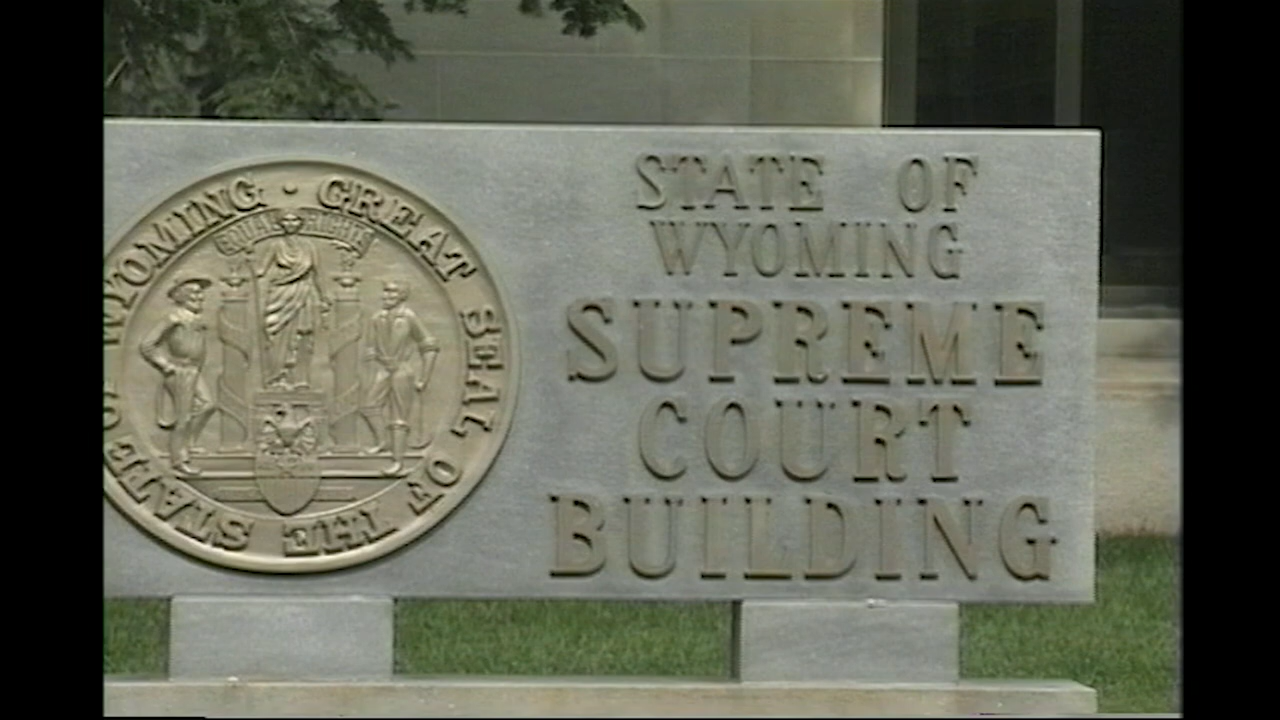 GREAT SEAL OF THE STATE OF WYOMING ·
EQUAL RIGHTS
STATE OF
WYOMING
SUPREME
COURT
BUILDING